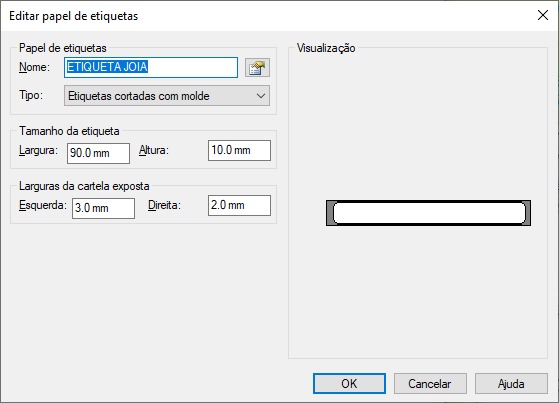 Editar papel de etiquetas
Papel de etiquetas
Nome: ETIQUETA JOIA
Tipo: Etiquetas cortadas com molde
Tamanho da etiqueta
Largura: 90.0 mm Altura: 10.0 mm
Larguras da cartela exposta
Esquerda: 3.0 mm Direita: 2.0 mm
Visualização
OK Cancelar Ajuda